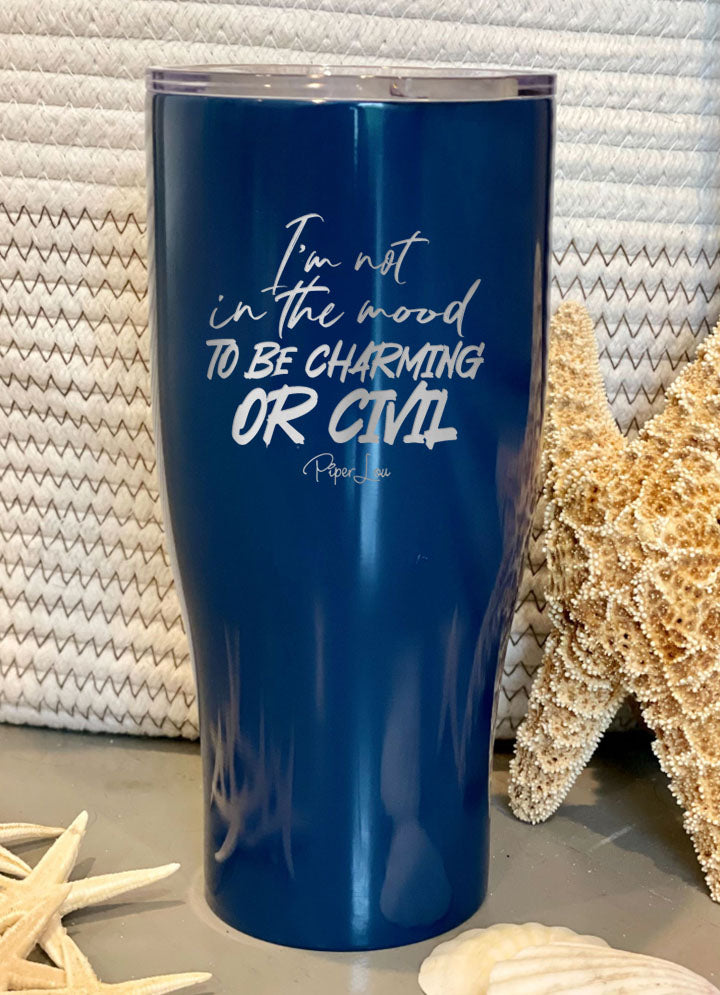 I'm not
in the mood
TO BE CHARMING
OR CIVIL
Piper Lou